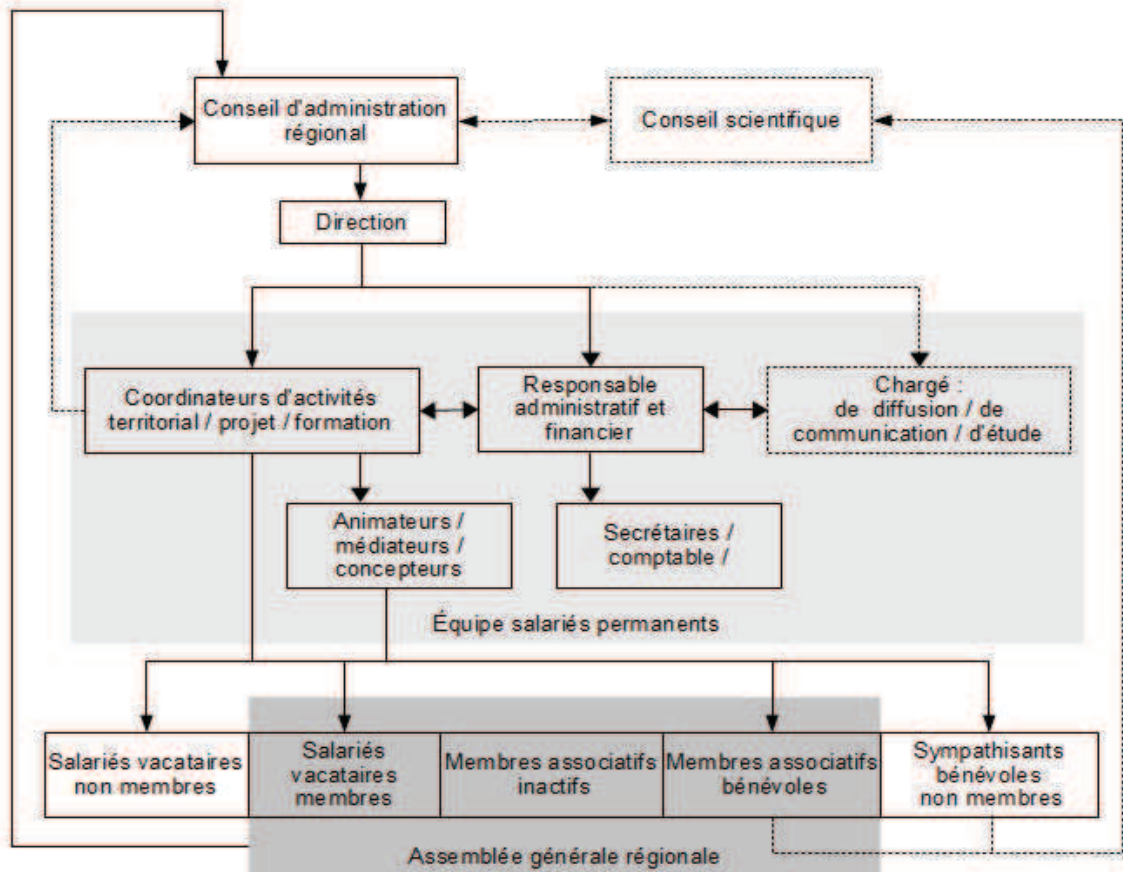 Conseil d'administration
régional
Conseil scientifique
Direction
Coordinateurs d'activités
territorial / projet / formation
Responsable
administratif et
financier
Chargé :
de diffusion / de
communication / d'étude
Animateurs /
médiateurs /
concepteurs
Secrétaires /
comptable /
Équipe salariés permanents
Salariés vacataires
non membres
Salariés
vacataires
membres
Membres associatifs
inactifs
Membres associatifs
bénévoles
Sympathisants
bénévoles
non membres
Assemblée générale régionale